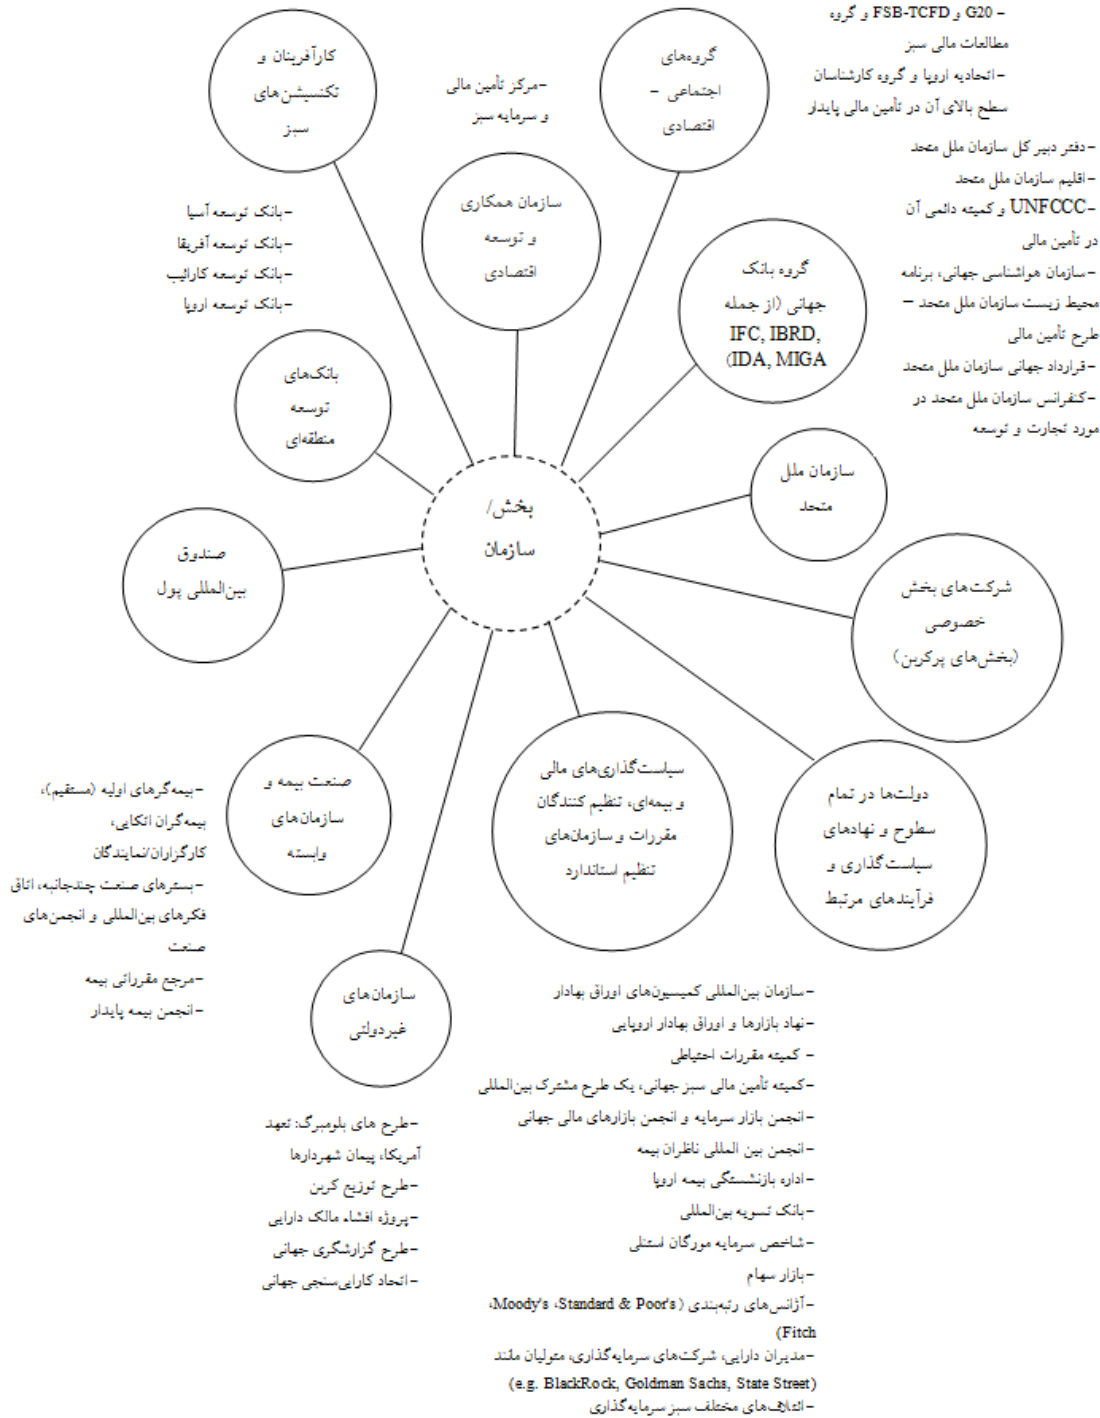 کارآفرینان و
تکنسیشن‌های
سبز
گروه‌های
اجتماعی –
اقتصادی
- G20 و FSB-TCFD و گروه
مطالعات مالی سبز
-اتحادیه اروپا و گروه کارشناسان
سطح بالای آن در تأمین مالی پایدار
-مرکز تأمین مالی
و سرمایه سبز
سازمان همکاری
و توسعه
اقتصادی
-دفتر دبیر کل سازمان ملل متحد
-اقلیم سازمان ملل متحد
-UNFCCC و کمیته دائمی آن
در تأمین مالی
-سازمان هواشناسی جهانی، برنامه
محیط زیست سازمان ملل متحد –
طرح تأمین مالی
-قرارداد جهانی سازمان ملل متحد
-کنفرانس سازمان ملل متحد در
مورد تجارت و توسعه
-بانک توسعه آسیا
-بانک توسعه آفریقا
-بانک توسعه کارائیب
-بانک توسعه اروپا
گروه بانک
جهانی (از جمله
IFC, IBRD,
IDA, MIGA)
بانک‌های
توسعه
منطقه‌ای
بخش/
سازمان
سازمان ملل
متحد
صندوق
بین‌المللی پول
شرکت‌های بخش
خصوصی
(بخش‌های پرکربن)
صنعت بیمه و
سازمان‌های
وابسته
سیاست‌گذاری‌های مالی
و بیمه‌ای، تنظیم کنندگان
مقررات و سازمان‌های
تنظیم استاندارد
دولت‌ها در تمام
سطوح و نهادهای
سیاست‌گذاری و
فرآیندهای مرتبط
-بیمه‌گرهای اولیه (مستقیم)،
بیمه‌گران اتکایی،
کارگزاران/نمایندگان
-بسترهای صنعت چندجانبه، اتاق
فکرهای بین‌المللی و انجمن‌های
صنعت
-مرجع مقرراتی بیمه
-انجمن بیمه پایدار
سازمان‌های
غیردولتی
-سازمان بین‌المللی کمیسیون‌های اوراق بهادار
-نهاد بازارها و اوراق بهادار اروپایی
- کمیته مقررات احتیاطی
-کمیته تأمین مالی سبز جهانی، یک طرح مشترک بین‌المللی
-انجمن بازار سرمایه و انجمن بازارهای مالی جهانی
-انجمن بین المللی ناظران بیمه
-اداره بازنشستگی بیمه اروپا
-بانک تسویه بین‌المللی
-شاخص سرمایه مورگان استنلی
-بازار سهام
-آژانس‌های رتبه‌بندی (Moody's ،Standard & Poor's،
Fitch)
-مدیران دارایی، شرکت‌های سرمایه‌گذاری، متولیان مانند
(e.g. BlackRock, Goldman Sachs, State Street)
-ائتلاف‌های مختلف سبز سرمایه‌گذاری
-طرح های بلومبرگ: تعهد
آمریکا، پیمان شهردارها
-طرح توزیع کربن
-پروژه افشاء مالک دارایی
-طرح گزارشگری جهانی
-اتحاد کارایی‌سنجی جهانی